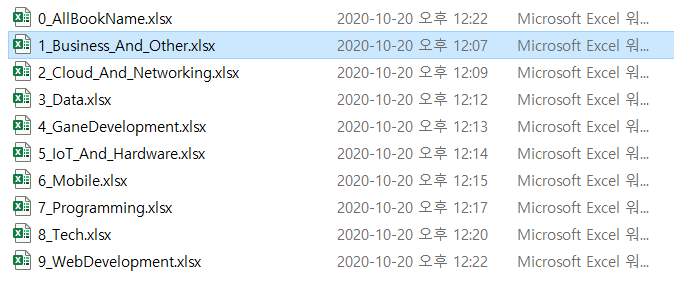 0_AllBookName.xlsx 2020-10-20 오후 12:22 Microsoft Excel 워...
1_Business_And_Other.xlsx 2020-10-20 오후 12:07 Microsoft Excel 워...
2_Cloud_And_Networking.xlsx 2020-10-20 오후 12:09 Microsoft Excel 워...
3_Data.xlsx 2020-10-20 오후 12:12 Microsoft Excel 워...
4_GaneDevelopment.xlsx 2020-10-20 오후 12:13 Microsoft Excel 워...
5_IoT_And_Hardware.xlsx 2020-10-20 오후 12:14 Microsoft Excel 워...
6_Mobile.xlsx 2020-10-20 오후 12:15 Microsoft Excel 워...
7_Programming.xlsx 2020-10-20 오후 12:17 Microsoft Excel 워...
8_Tech.xlsx 2020-10-20 오후 12:20 Microsoft Excel 워...
9_WebDevelopment.xlsx 2020-10-20 오후 12:22 Microsoft Excel 워...